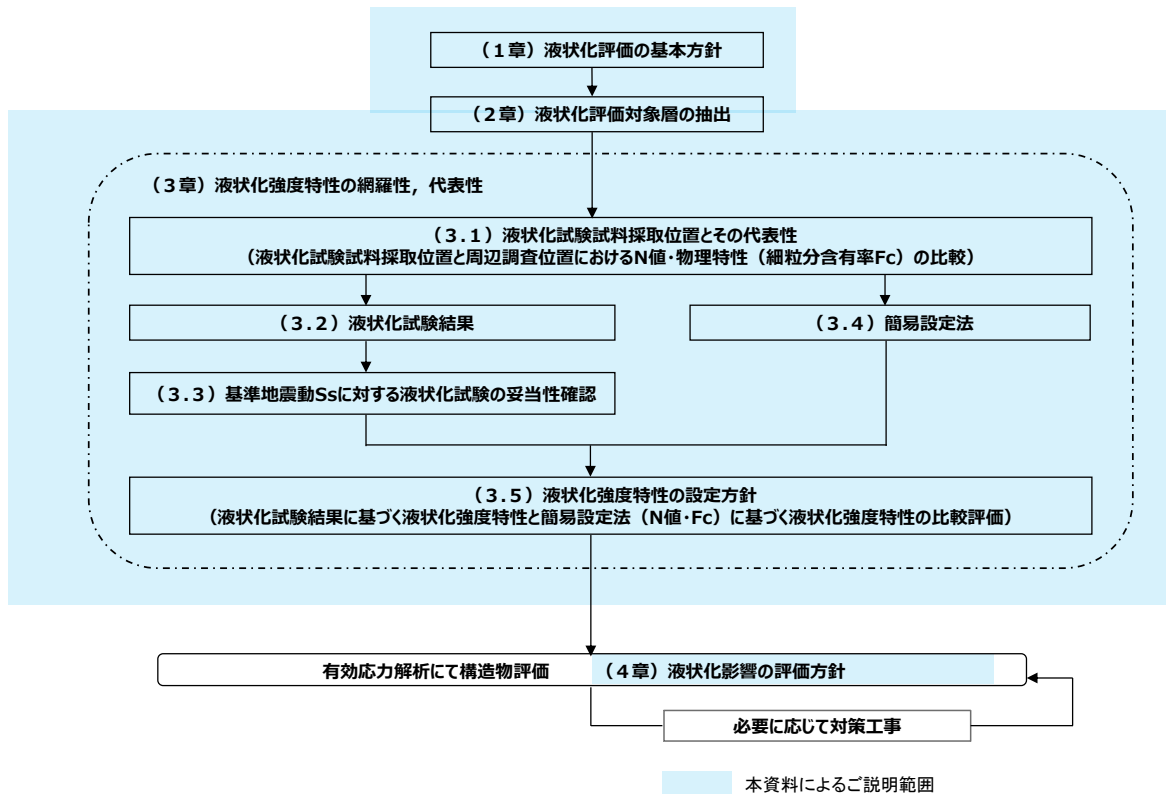 （１章）液状化評価の基本方針
（２章）液状化評価対象層の抽出
（３章）液状化強度特性の網羅性，代表性
（３.１）液状化試験試料採取位置とその代表性
（液状化試験試料採取位置と周辺調査位置におけるN値・物理特性（細粒分含有率Fc）の比較）
（３.２）液状化試験結果
（３.４）簡易設定法
（３.３）基準地震動Ssに対する液状化試験の妥当性確認
（３.５）液状化強度特性の設定方針
（液状化試験結果に基づく液状化強度特性と簡易設定法（N値・Fc）に基づく液状化強度特性の比較評価）
有効応力解析にて構造物評価　（４章）液状化影響の評価方針
必要に応じて対策工事
本資料によるご説明範囲